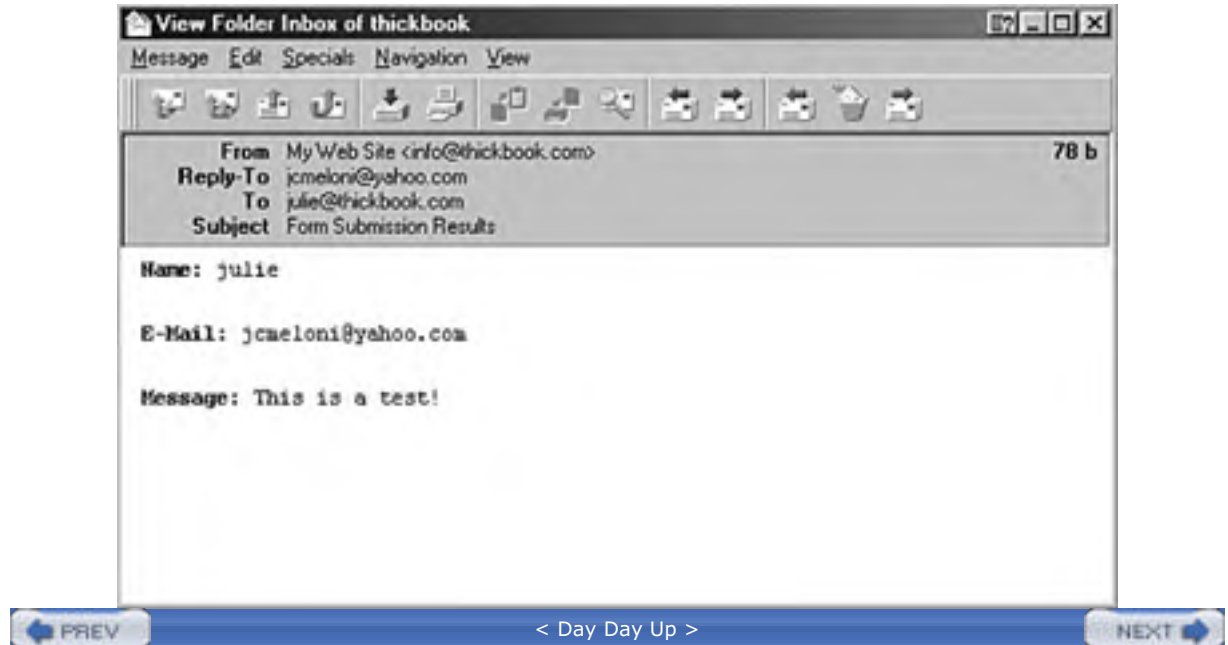 View Folder Inbox of thickbook
Message Edit Specials Navigation View
From My Web Site <info@thickbook.com> 78 b
Reply-To jcmeloni@yahoo.com
To julie@thickbook.com
Subject Form Submission Results
Name: julie
E-Mail: jcmeloni@yahoo.com
Message: This is a test!
PREV < Day Day Up > NEXT